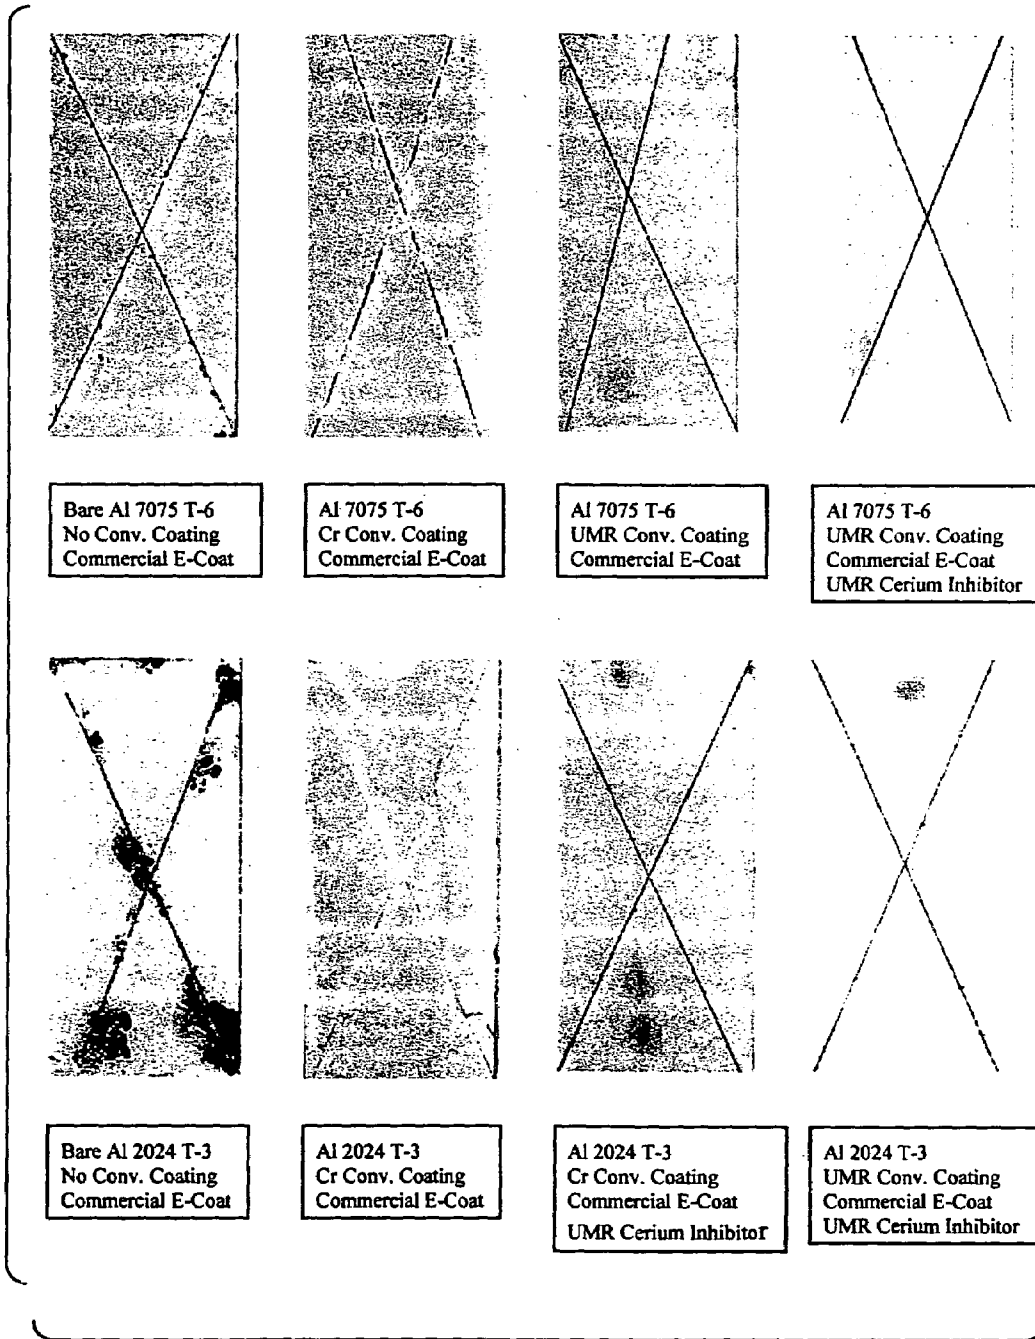 Bare Al 7075 T-6
No Conv. Coating
Commercial E-Coat
Al 7075 T-6
Cr Conv. Coating
Commercial E-Coat
Al 7075 T-6
UMR Conv. Coating
Commercial E-Coat
Al 7075 T-6
UMR Conv. Coating
Commercial E-Coat
UMR Cerium Inhibitor
Bare Al 2024 T-3
No Conv. Coating
Commercial E-Coat
Al 2024 T-3
Cr Conv. Coating
Commercial E-Coat
Al 2024 T-3
Cr Conv. Coating
Commercial E-Coat
UMR Cerium Inhibitor
Al 2024 T-3
UMR Conv. Coating
Commercial E-Coat
UMR Cerium Inhibitor